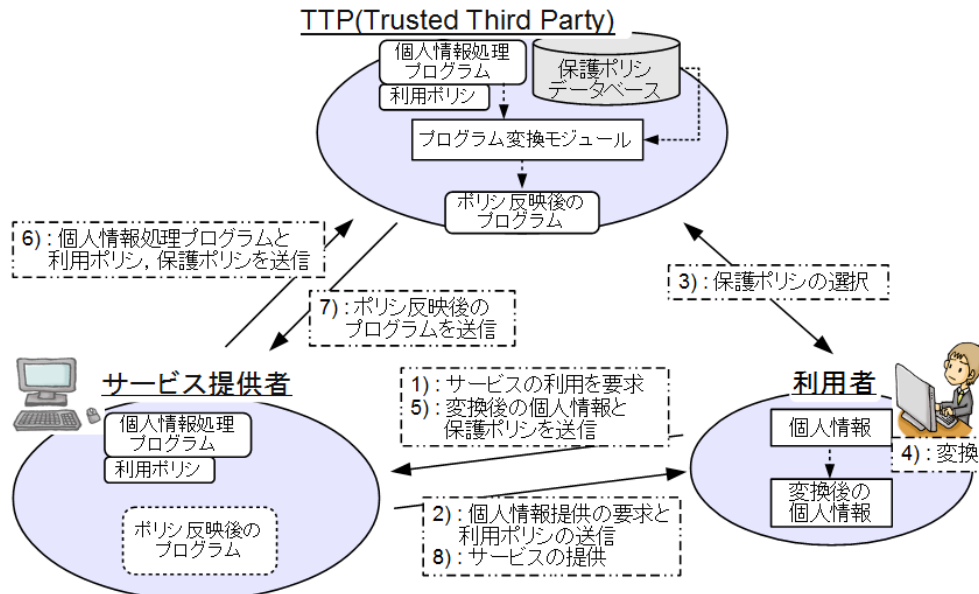 TTP(Trusted Third Party)
個人情報処理
プログラム
利用ポリシ
保護ポリシ
データベース
プログラム変換モジュール
ポリシ反映後の
プログラム
6) : 個人情報処理プログラムと
利用ポリシ, 保護ポリシを送信
7) : ポリシ反映後の
プログラムを送信
3) : 保護ポリシの選択
サービス提供者
個人情報処理
プログラム
利用ポリシ
ポリシ反映後の
プログラム
1) : サービスの利用を要求
5) : 変換後の個人情報と
保護ポリシを送信
2) : 個人情報提供の要求と
利用ポリシの送信
8) : サービスの提供
利用者
個人情報
4) : 変換
変換後の
個人情報